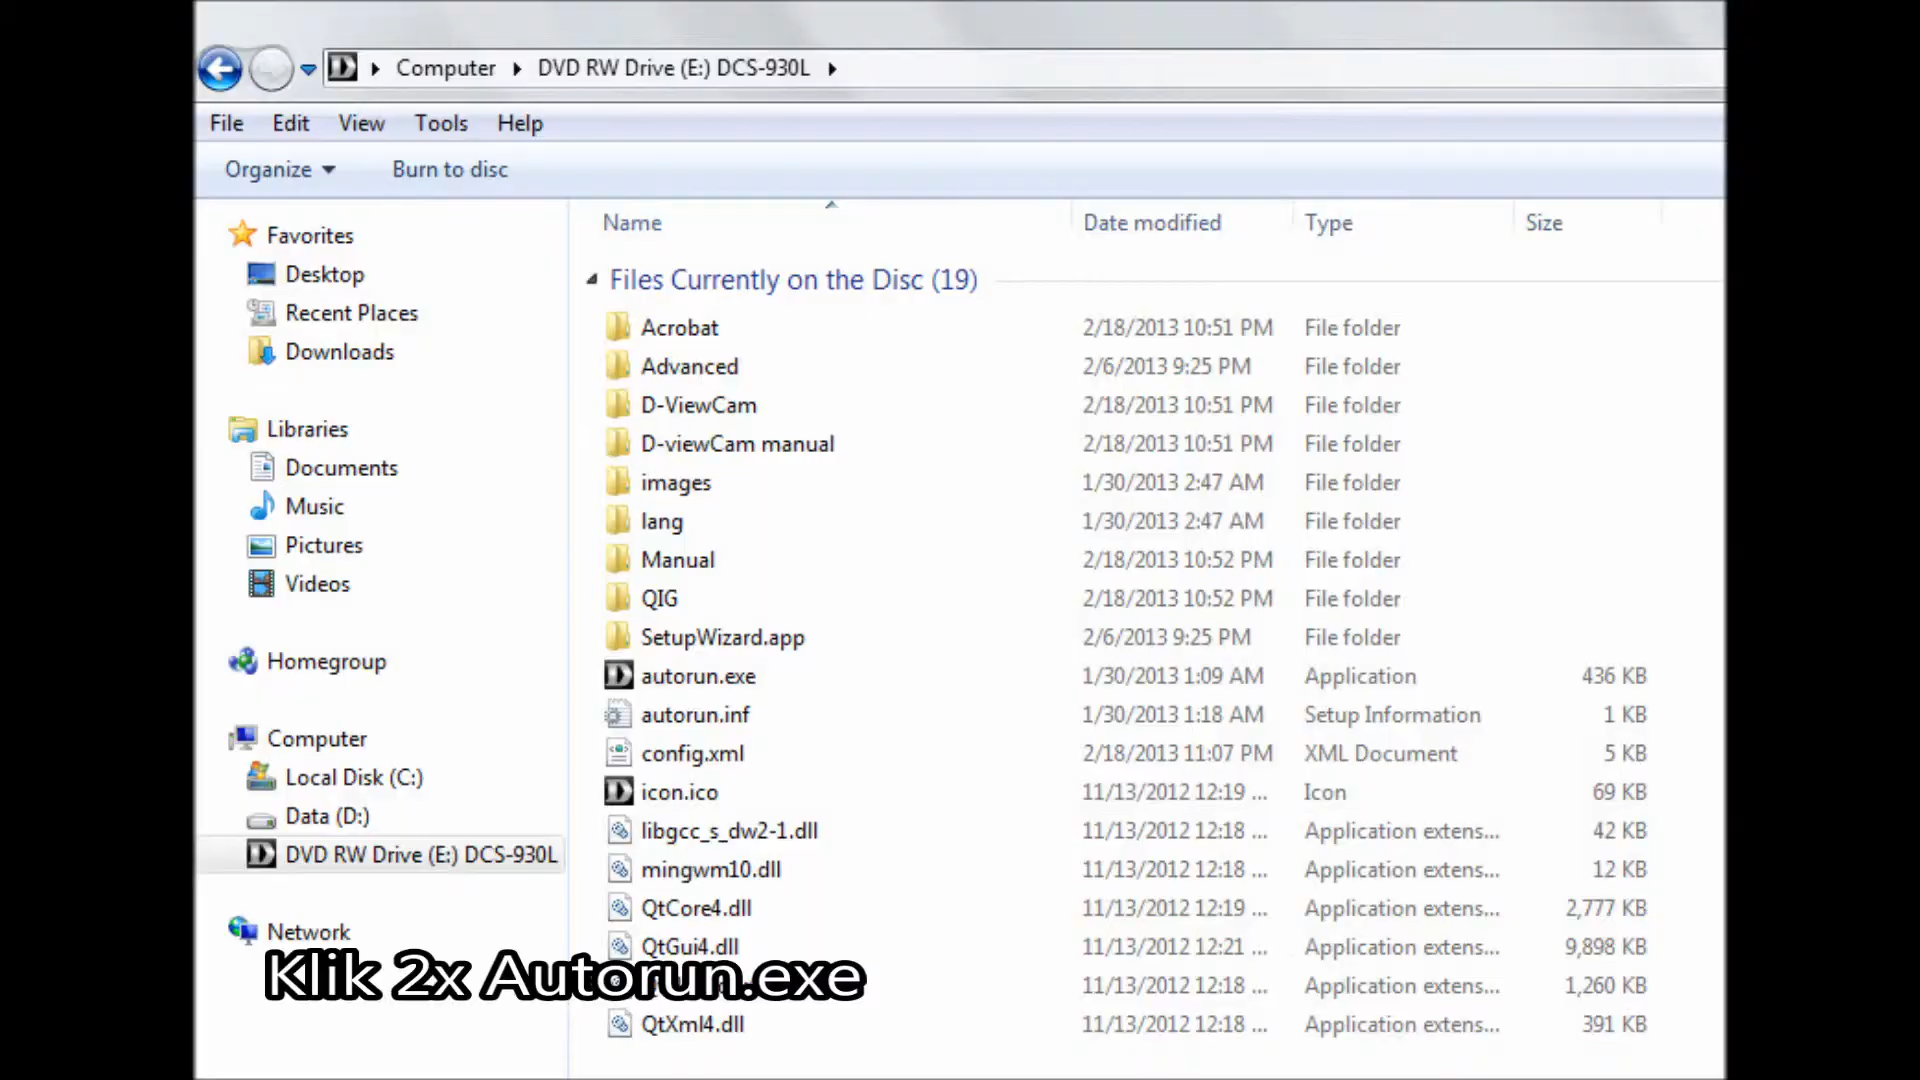 Computer DVD RW Drive (E:) DCS-930L
File Edit View Tools Help
Organize Burn to disc
Name Date modified Type Size
Favorites
Desktop
Recent Places
Downloads
Libraries
Documents
Music
Pictures
Videos
Homegroup
Computer
Local Disk (C:)
Data (D:)
DVD RW Drive (E:) DCS-930L
Network
Files Currently on the Disc (19)
Acrobat 2/18/2013 10:51 PM File folder
Advanced 2/6/2013 9:25 PM File folder
D-ViewCam 2/18/2013 10:51 PM File folder
D-viewCam manual 2/18/2013 10:51 PM File folder
images 1/30/2013 2:47 AM File folder
lang 1/30/2013 2:47 AM File folder
Manual 2/18/2013 10:52 PM File folder
QIG 2/18/2013 10:52 PM File folder
SetupWizard.app 2/6/2013 9:25 PM File folder
autorun.exe 1/30/2013 1:09 AM Application 436 KB
autorun.inf 1/30/2013 1:18 AM Setup Information 1 KB
config.xml 2/18/2013 11:07 PM XML Document 5 KB
icon.ico 11/13/2012 12:19 ... Icon 69 KB
libgcc_s_dw2-1.dll 11/13/2012 12:18 ... Application extens... 42 KB
mingwm10.dll 11/13/2012 12:18 ... Application extens... 12 KB
QtCore4.dll 11/13/2012 12:19 ... Application extens... 2,777 KB
QtGui4.dll 11/13/2012 12:21 ... Application extens... 9,898 KB
11/13/2012 12:18 ... Application extens... 1,260 KB
QtXml4.dll 11/13/2012 12:18 ... Application extens... 391 KB
Klik 2x Autorun.exe